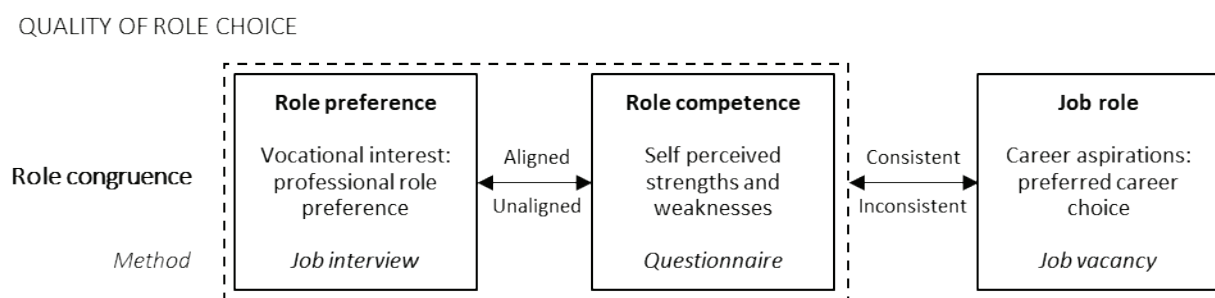 QUALITY OF ROLE CHOICE
Role congruence
Method
Role preference
Vocational interest:
professional role
preference
Job interview
Aligned
Unaligned
Role competence
Self perceived
strengths and
weaknesses
Questionnaire
Consistent
Inconsistent
Job role
Career aspirations:
preferred career
choice
Job vacancy